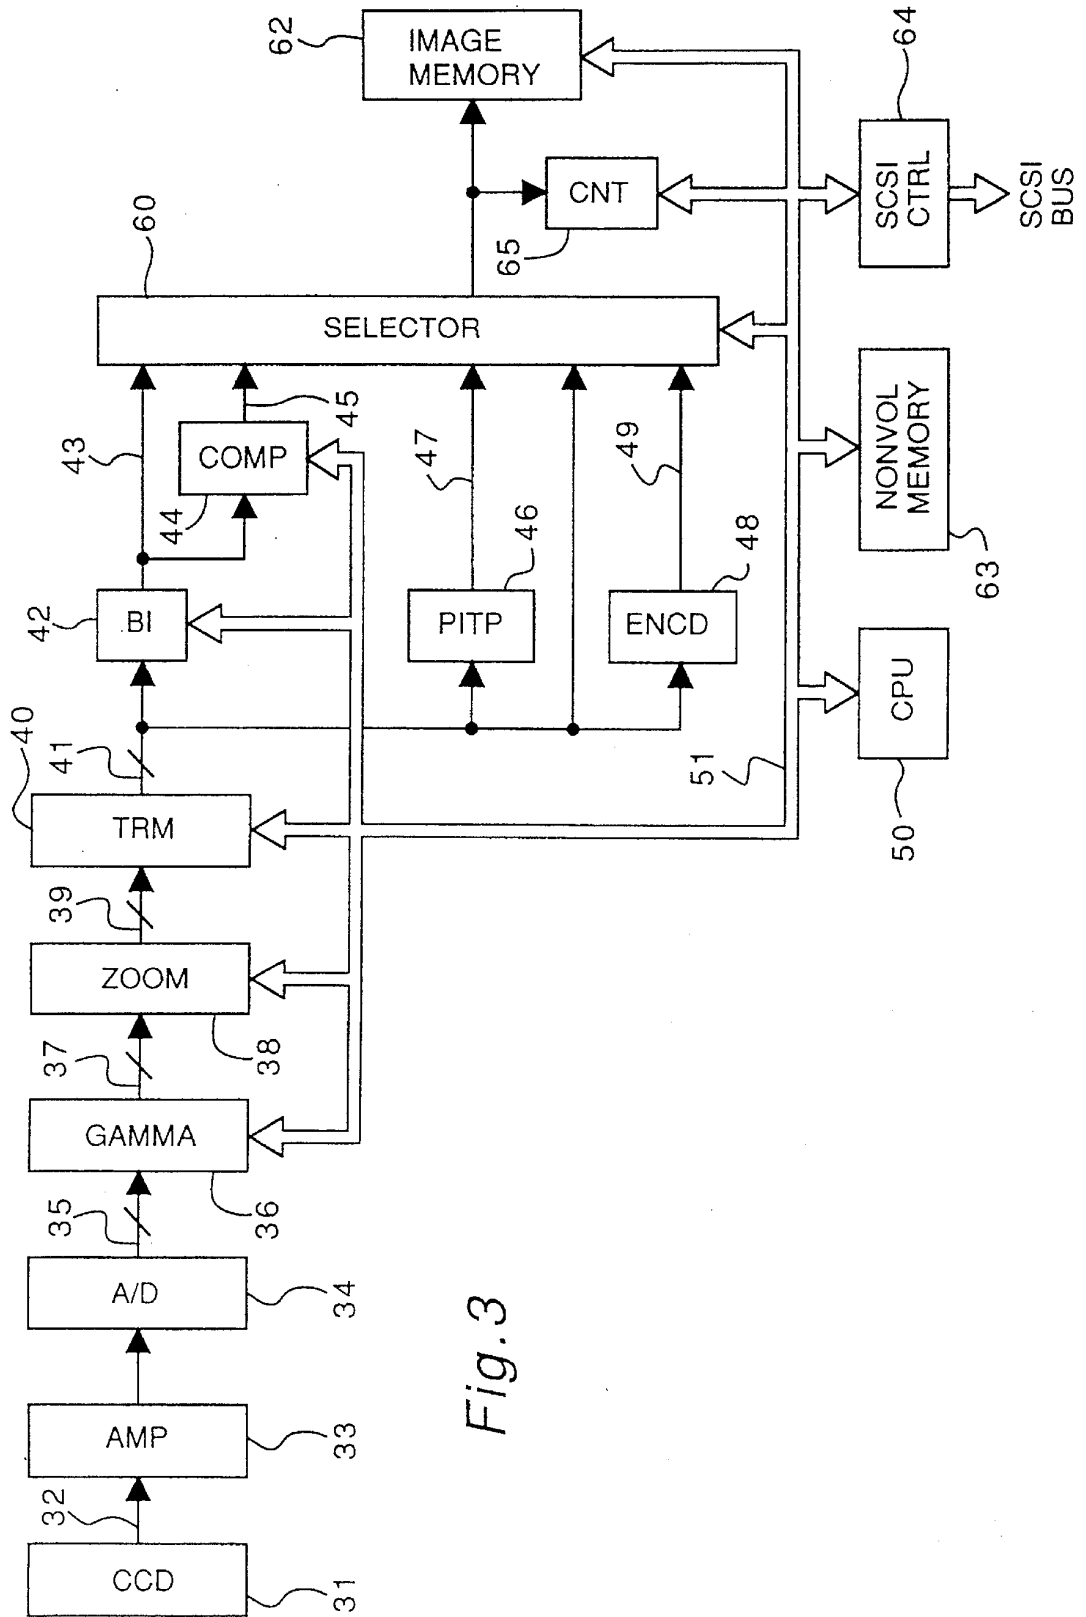 62
IMAGE
MEMORY
64
SCSI
CTRL
SCSI
BUS
CNT
65
60
SELECTOR
43
45
COMP
44
47
49
NONVOL
MEMORY
63
42
BI
PITP
46
ENCD
48
CPU
50
51
40
41
TRM
39
ZOOM
38
37
GAMMA
36
35
A/D
34
AMP
33
32
CCD
31
Fig.3